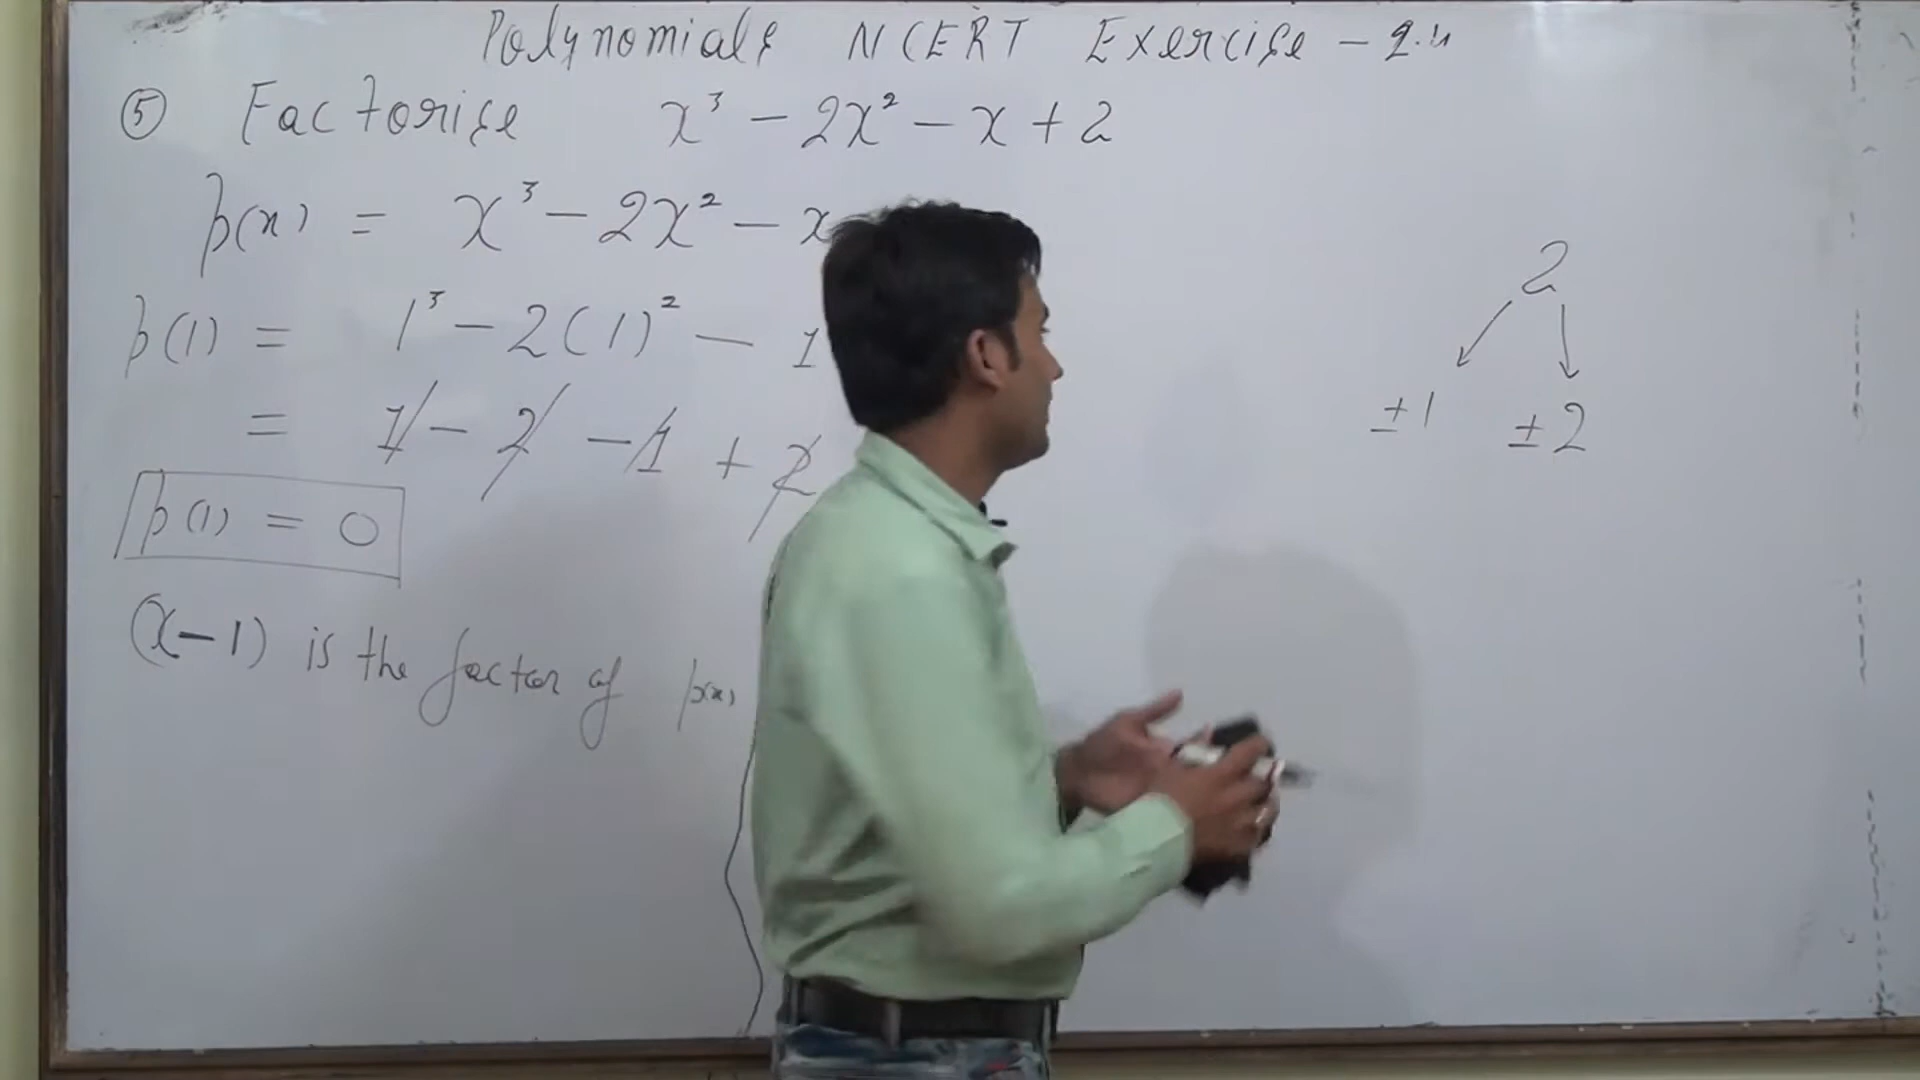 Polynomials NCERT Exercise - 2.4
⑤ Factorise x³ - 2x² - x + 2
p(x) = x³ - 2x² - x
p(1) = 1³ - 2(1)² - 1
= 1 - 2 - 1 + 2
p(1) = 0
(x-1) is the factor of p(x)
2
±1 ±2